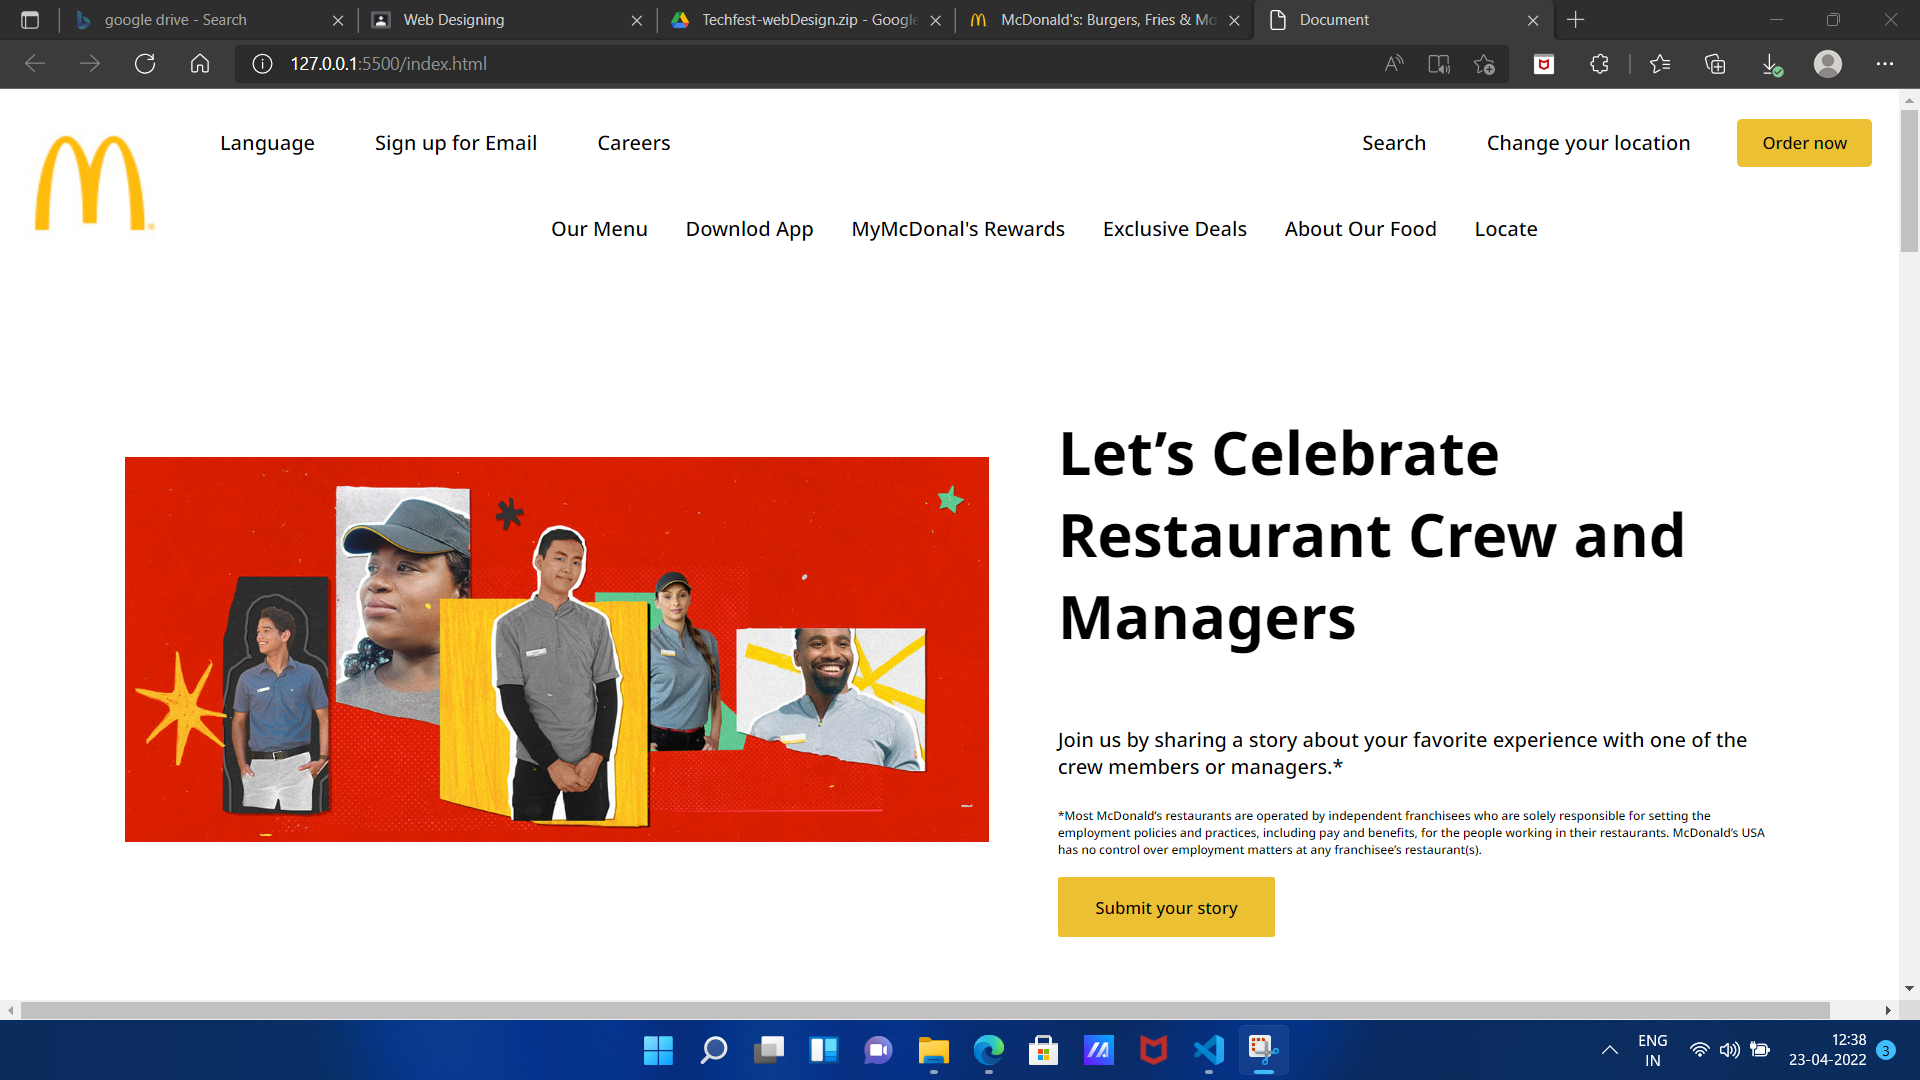 google drive - Search
Web Designing
Techfest-webDesign.zip - Google
McDonald's: Burgers, Fries & Mo
Document
127.0.0.1:5500/index.html
Language
Sign up for Email
Careers
Search
Change your location
Order now
Our Menu
Downlod App
MyMcDonal's Rewards
Exclusive Deals
About Our Food
Locate
Let’s Celebrate
Restaurant Crew and
Managers
Join us by sharing a story about your favorite experience with one of the
crew members or managers.*
*Most McDonald’s restaurants are operated by independent franchisees who are solely responsible for setting the
employment policies and practices, including pay and benefits, for the people working in their restaurants. McDonald’s USA
has no control over employment matters at any franchisee’s restaurant(s).
Submit your story
ENG
IN
12:38
23-04-2022
3